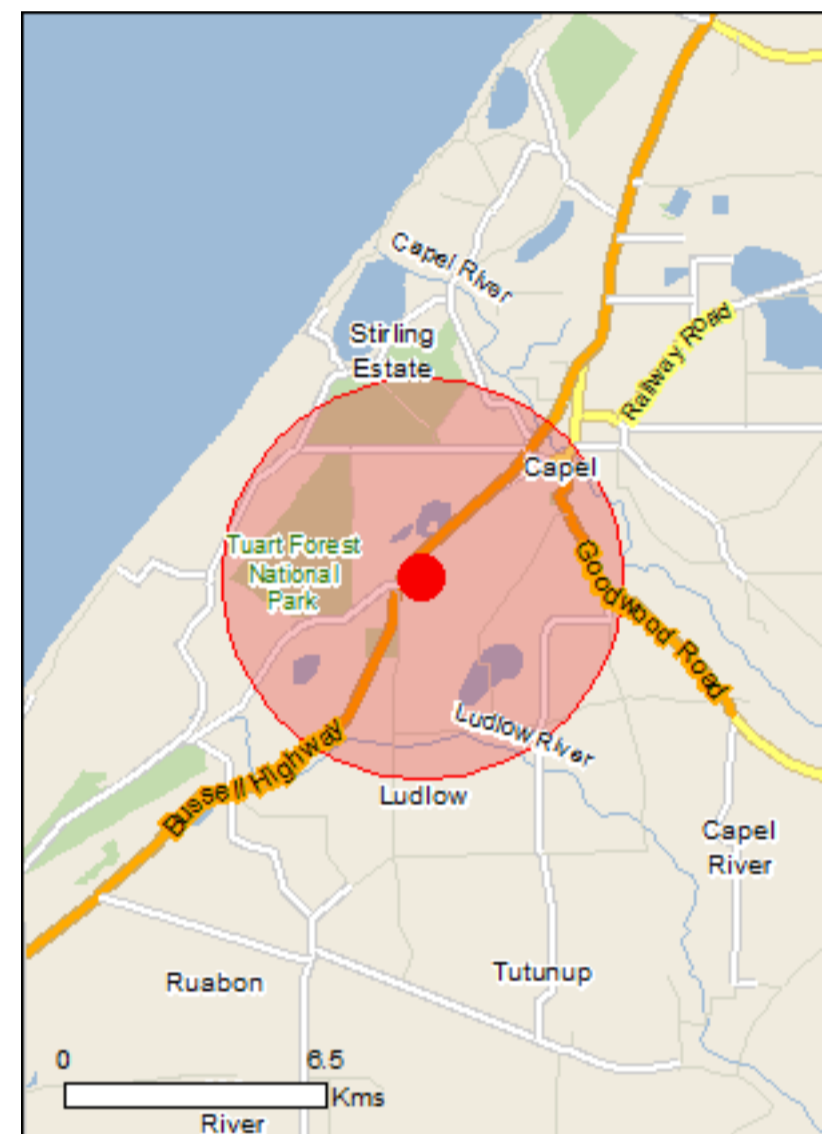 Capel River
Stirling
Estate
Railway Road
Capel
Tuart Forest
National
Park
Goodwood Road
Ludlow River
Bussell Highway
Ludlow
Capel
River
Ruabon
Tutunup
0 6.5
Kms
River